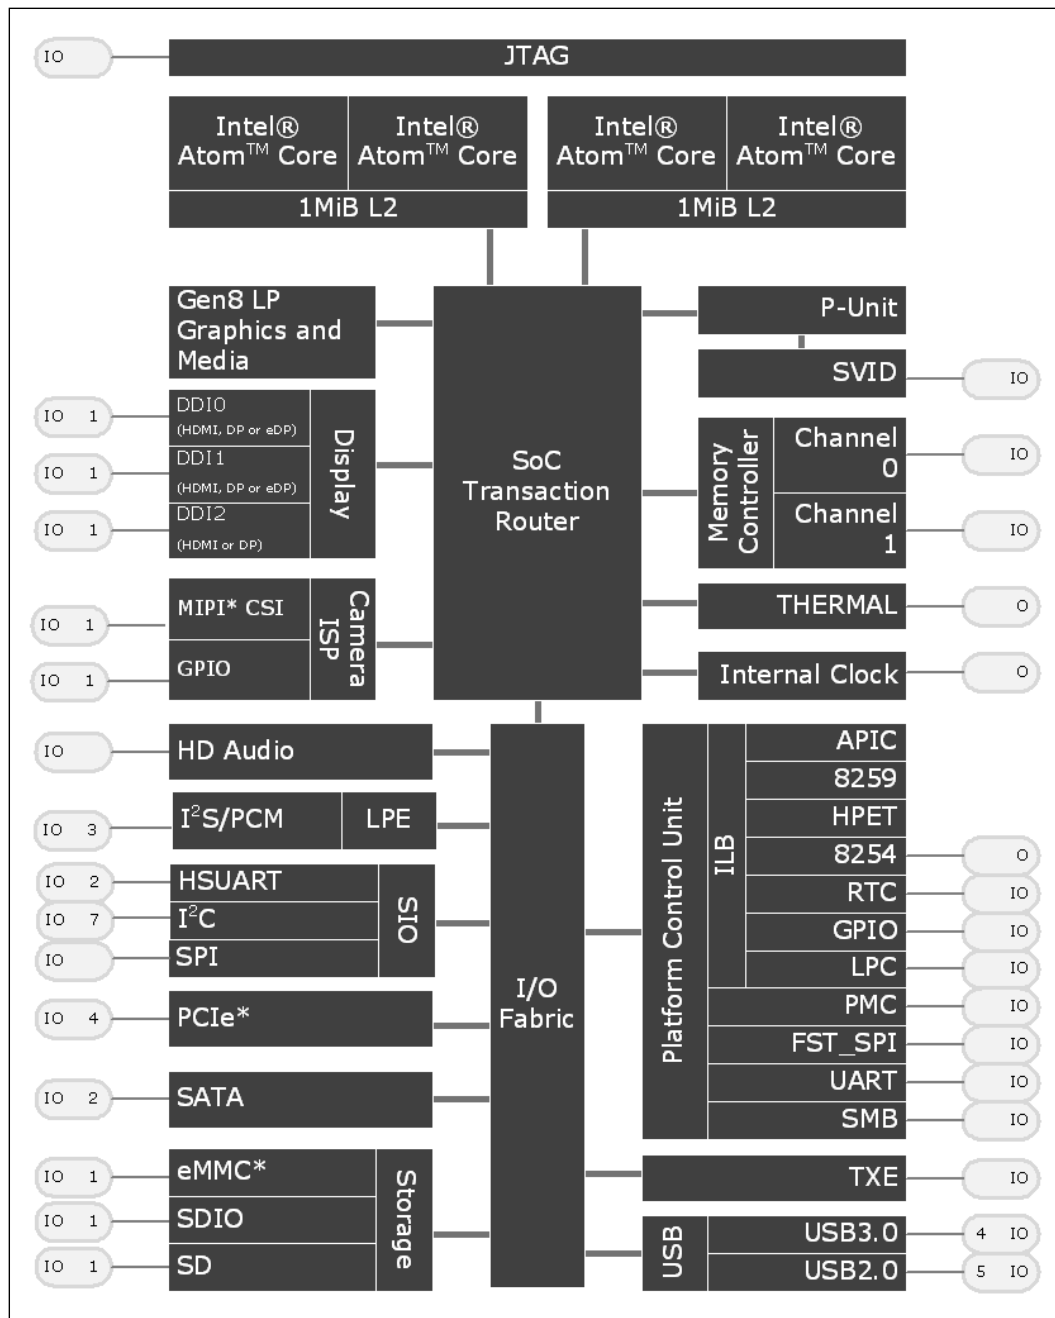 IO
JTAG
Intel®
Atom™ Core
Intel®
Atom™ Core
Intel®
Atom™ Core
Intel®
Atom™ Core
1MiB L2
1MiB L2
Gen8 LP
Graphics and
Media
IO 1
DDI0
(HDMI, DP or eDP)
IO 1
DDI1
(HDMI, DP or eDP)
IO 1
DDI2
(HDMI or DP)
Display
IO 1
MIPI* CSI
IO 1
GPIO
Camera
ISP
SoC
Transaction
Router
P-Unit
SVID
IO
Memory
Controller
Channel
0
IO
Channel
1
IO
THERMAL
O
Internal Clock
O
IO
HD Audio
IO 3
I²S/PCM
LPE
IO 2
HSUART
IO 7
I²C
IO
SPI
SIO
IO 4
PCIe*
IO 2
SATA
IO 1
eMMC*
IO 1
SDIO
IO 1
SD
Storage
I/O
Fabric
Platform Control Unit
ILB
APIC
8259
HPET
8254
O
RTC
IO
GPIO
IO
LPC
IO
PMC
IO
FST_SPI
IO
UART
IO
SMB
IO
TXE
IO
USB
USB3.0
4 IO
USB2.0
5 IO